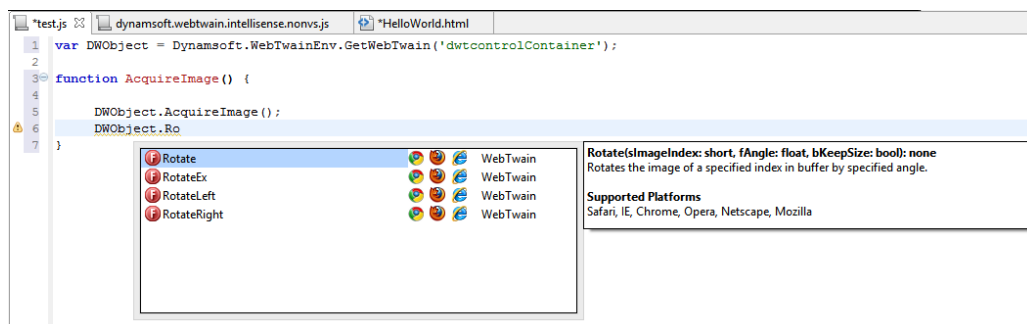 *test.js dynamsoft.webtwain.intellisense.nonvs.js *HelloWorld.html
1 var DWObject = Dynamsoft.WebTwainEnv.GetWebTwain('dwtcontrolContainer');
2
3 function AcquireImage() {
4
5 DWObject.AcquireImage();
6 DWObject.Ro
7 }
Rotate WebTwain
RotateEx WebTwain
RotateLeft WebTwain
RotateRight WebTwain
Rotate(sImageIndex: short, fAngle: float, bKeepSize: bool): none
Rotates the image of a specified index in buffer by specified angle.
Supported Platforms
Safari, IE, Chrome, Opera, Netscape, Mozilla